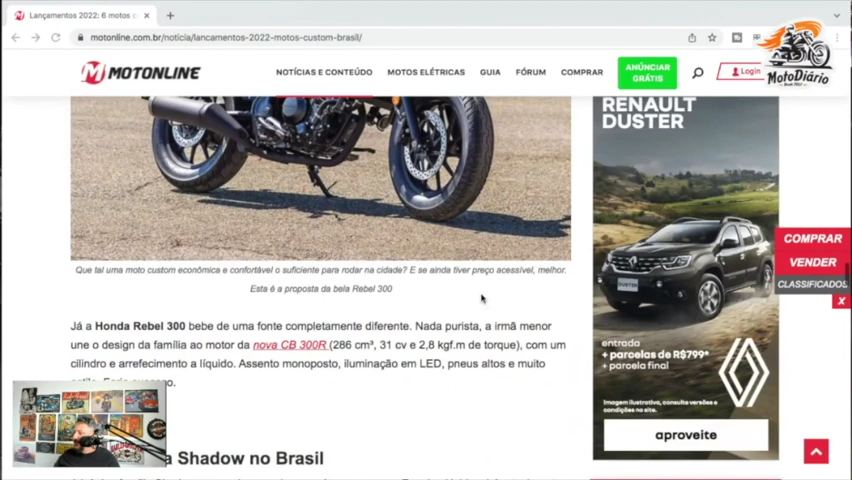 Lançamentos 2022: 6 motos c
motonline.com.br/noticia/lancamentos-2022-motos-custom-brasil/
MotoDiário
MOTONLINE
NOTÍCIAS E CONTEÚDO
MOTOS ELÉTRICAS
GUIA
FÓRUM
COMPRAR
ANÚNCIAR
GRÁTIS
Login
RENAULT
DUSTER
COMPRAR
VENDER
CLASSIFICADOS
X
Que tal uma moto custom econômica e confortável o suficiente para rodar na cidade? E se ainda tiver preço acessível, melhor.
Esta é a proposta da bela Rebel 300
Já a Honda Rebel 300 bebe de uma fonte completamente diferente. Nada purista, a irmã menor
une o design da família ao motor da nova CB 300R (286 cm³, 31 cv e 2,8 kgf.m de torque), com um
cilindro e arrefecimento a líquido. Assento monoposto, iluminação em LED, pneus altos e muito
DUSTER
entrada
+ parcelas de R$799*
+ parcela final
Imagem ilustrativa, consulte versões e
condições no site.
aproveite
a Shadow no Brasil